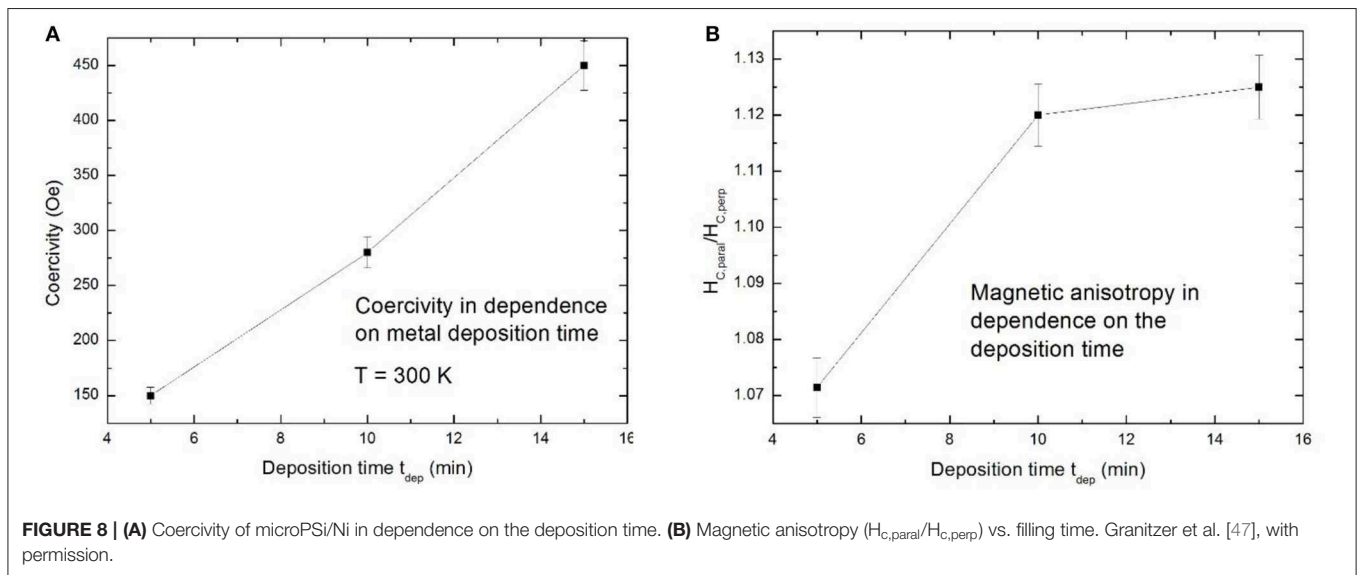 A
450
400
350
300
250
200
150
4
6
8
10
12
14
16
Coercivity (Oe)
Coercivity in dependence
on metal deposition time
T = 300 K
Deposition time t_dep (min)
B
1.13
1.12
1.11
1.10
1.09
1.08
1.07
4
6
8
10
12
14
16
H_C,paral/H_C,perp
Magnetic anisotropy in
dependence on the
deposition time
Deposition time t_dep (min)
FIGURE 8 | (A) Coercivity of microPSi/Ni in dependence on the deposition time. (B) Magnetic anisotropy (H_c,paral/H_c,perp) vs. filling time. Granitzer et al. [47], with
permission.